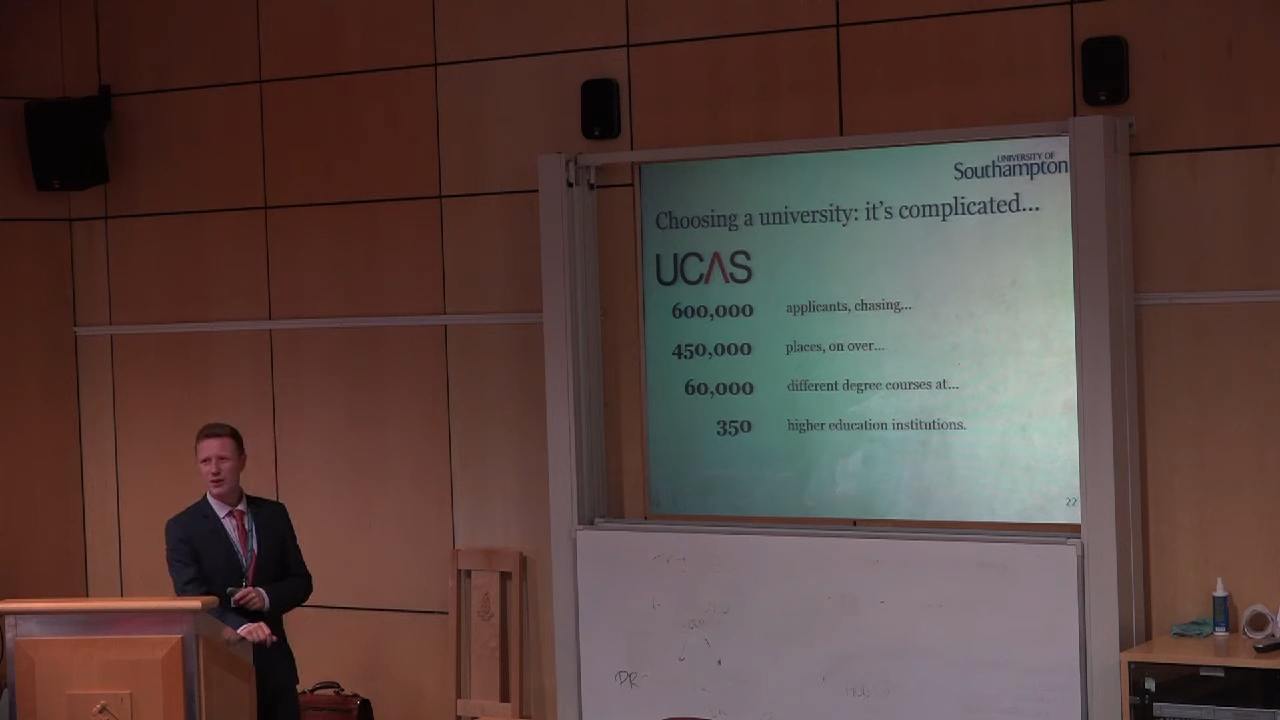 UNIVERSITY OF
Southampton
Choosing a university: it's complicated...
UCAS
600,000 applicants, chasing...
450,000 places, on over...
60,000 different degree courses at...
350 higher education institutions.
22
DR